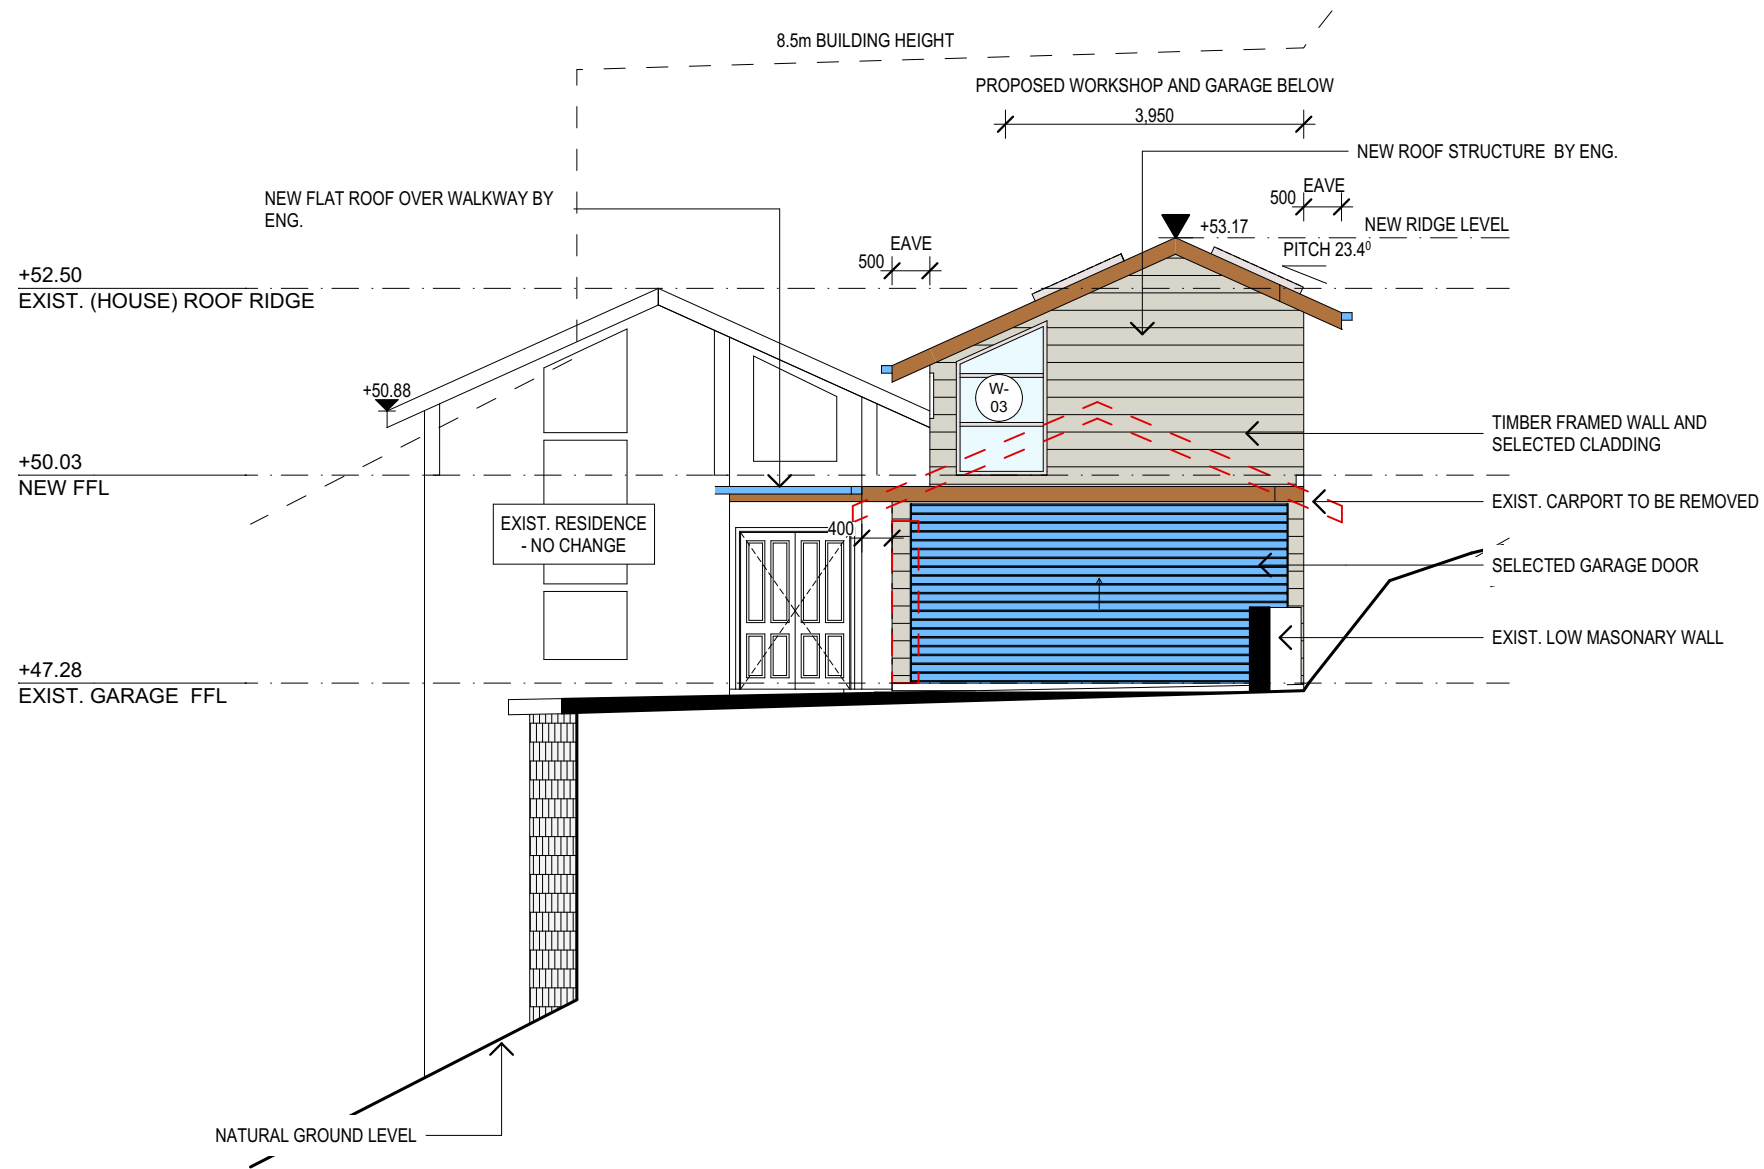 8.5m BUILDING HEIGHT
PROPOSED WORKSHOP AND GARAGE BELOW
3,950
NEW ROOF STRUCTURE BY ENG.
NEW FLAT ROOF OVER WALKWAY BY
ENG.
EAVE
500
+53.17
NEW RIDGE LEVEL
PITCH 23.4⁰
EAVE
500
+52.50
EXIST. (HOUSE) ROOF RIDGE
+50.88
W-
03
TIMBER FRAMED WALL AND
SELECTED CLADDING
+50.03
NEW FFL
EXIST. CARPORT TO BE REMOVED
EXIST. RESIDENCE
- NO CHANGE
400
SELECTED GARAGE DOOR
EXIST. LOW MASONARY WALL
+47.28
EXIST. GARAGE FFL
NATURAL GROUND LEVEL